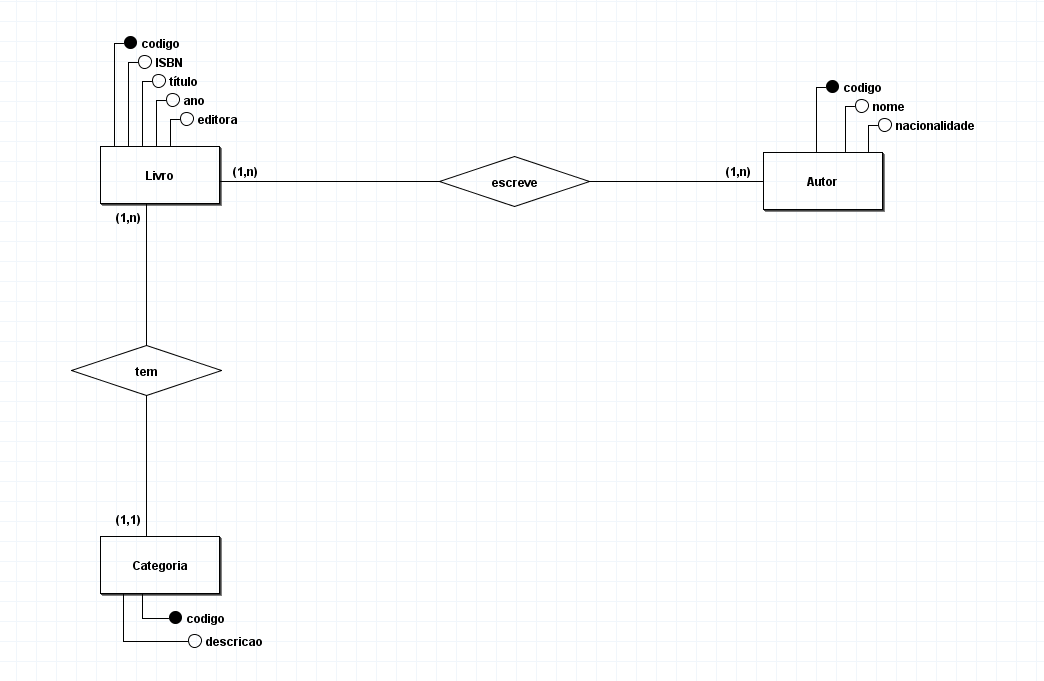 codigo
ISBN
título
ano
editora
Livro
(1,n)
escreve
(1,n)
codigo
nome
nacionalidade
Autor
(1,n)
tem
(1,1)
Categoria
codigo
descricao